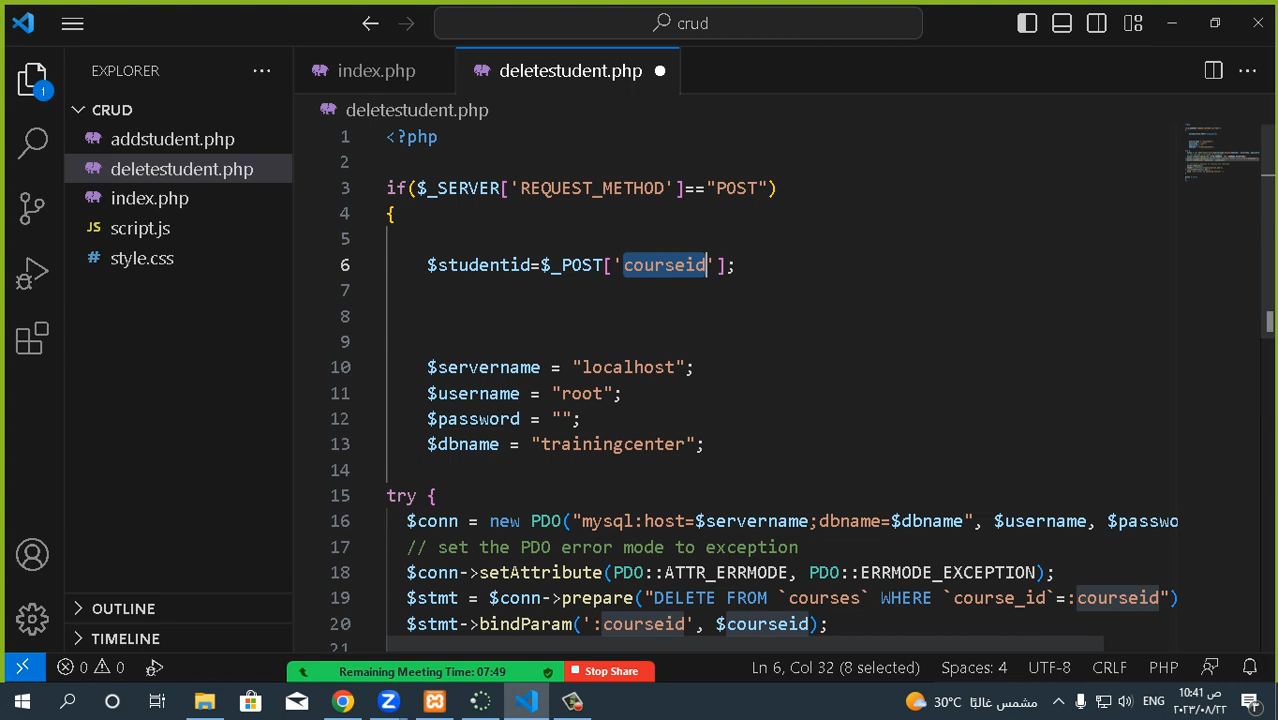 crud
EXPLORER
index.php
deletestudent.php
CRUD
addstudent.php
deletestudent.php
index.php
script.js
style.css
deletestudent.php
1 <?php
2
3 if($_SERVER['REQUEST_METHOD']=="POST")
4 {
5
6 $studentid=$_POST['courseid'];
7
8
9
10 $servername = "localhost";
11 $username = "root";
12 $password = "";
13 $dbname = "trainingcenter";
14
15 try {
16 $conn = new PDO("mysql:host=$servername;dbname=$dbname", $username, $passwo
17 // set the PDO error mode to exception
18 $conn->setAttribute(PDO::ATTR_ERRMODE, PDO::ERRMODE_EXCEPTION);
19 $stmt = $conn->prepare("DELETE FROM `courses` WHERE `course_id`=:courseid")
20 $stmt->bindParam(':courseid', $courseid);
21
OUTLINE
TIMELINE
1
0 0
Remaining Meeting Time: 07:49
Stop Share
Ln 6, Col 32 (8 selected)
Spaces: 4
UTF-8
CRLF
PHP
30°C مشمس غالبًا
ENG
10:41 ص
٢٠٢٣/٠٨/٢٢